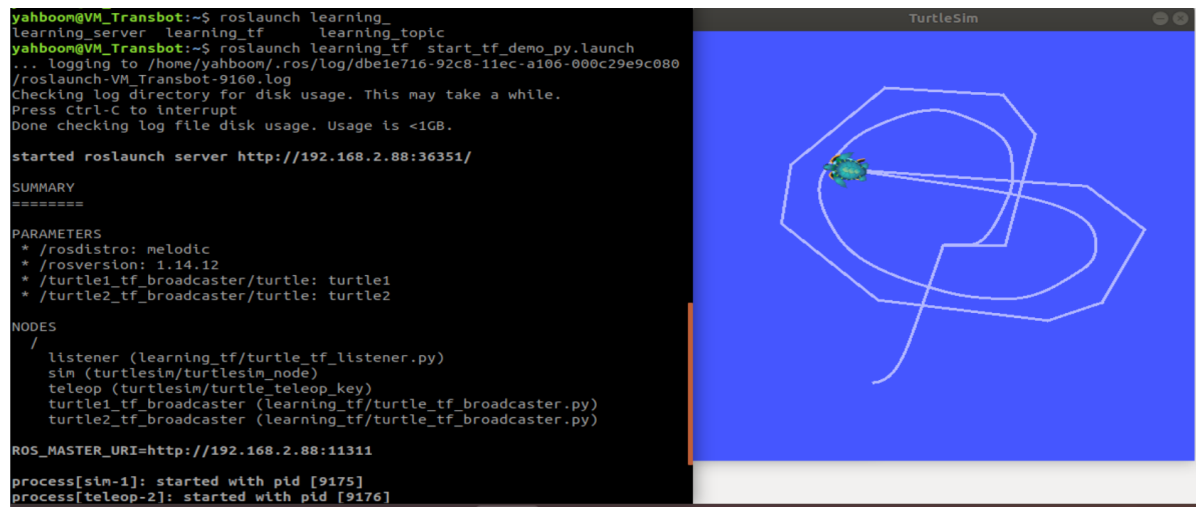 yahboom@VM_Transbot:~$ roslaunch learning_
learning_server  learning_tf      learning_topic
yahboom@VM_Transbot:~$ roslaunch learning_tf  start_tf_demo_py.launch
... logging to /home/yahboom/.ros/log/dbe1e716-92c8-11ec-a106-000c29e9c080
/roslaunch-VM_Transbot-9160.log
Checking log directory for disk usage. This may take a while.
Press Ctrl-C to interrupt
Done checking log file disk usage. Usage is <1GB.
started roslaunch server http://192.168.2.88:36351/
SUMMARY
========
PARAMETERS
 * /rosdistro: melodic
 * /rosversion: 1.14.12
 * /turtle1_tf_broadcaster/turtle: turtle1
 * /turtle2_tf_broadcaster/turtle: turtle2
NODES
  /
    listener (learning_tf/turtle_tf_listener.py)
    sim (turtlesim/turtlesim_node)
    teleop (turtlesim/turtle_teleop_key)
    turtle1_tf_broadcaster (learning_tf/turtle_tf_broadcaster.py)
    turtle2_tf_broadcaster (learning_tf/turtle_tf_broadcaster.py)
ROS_MASTER_URI=http://192.168.2.88:11311
process[sim-1]: started with pid [9175]
process[teleop-2]: started with pid [9176]
TurtleSim